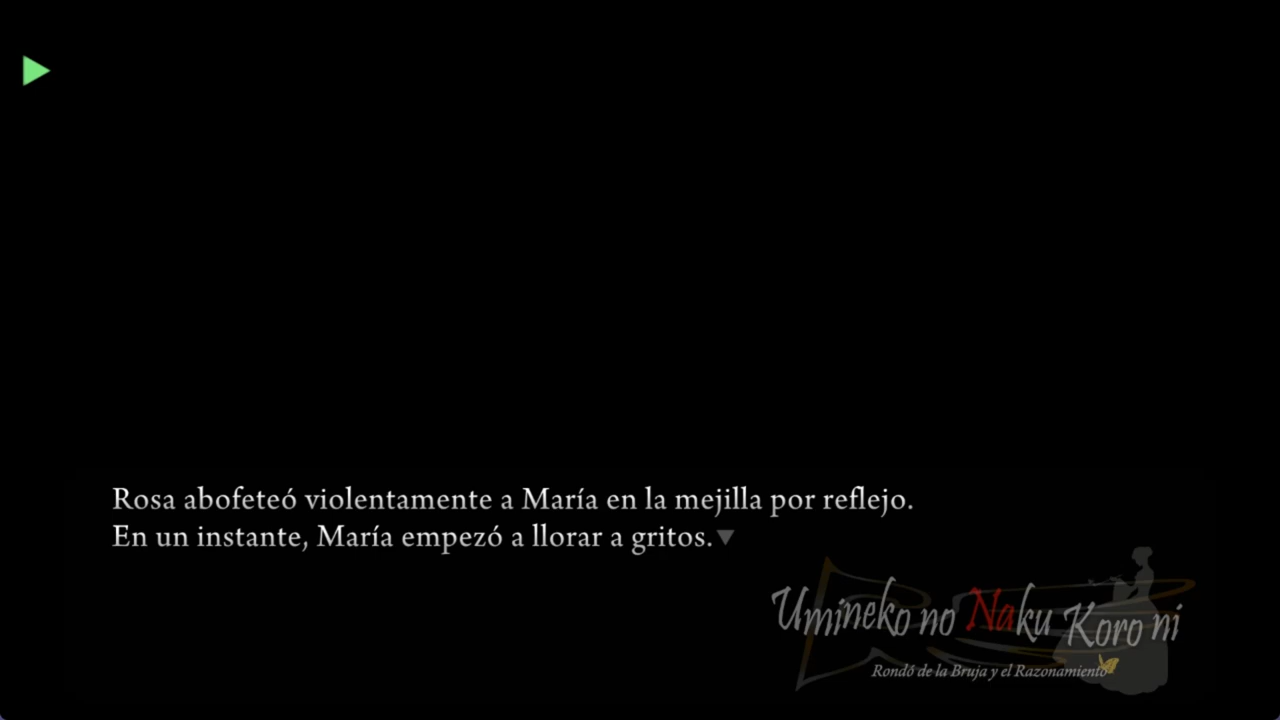 Rosa abofeteó violentamente a María en la mejilla por reflejo.
En un instante, María empezó a llorar a gritos.
Umineko no Naku Koro ni
Rondó de la Bruja y el Razonamiento